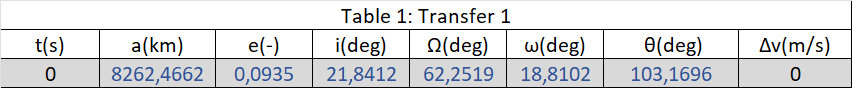 Table 1: Transfer 1
t(s) a(km) e(-) i(deg) Ω(deg) ω(deg) θ(deg) Δv(m/s)
0 8262,4662 0,0935 21,8412 62,2519 18,8102 103,1696 0